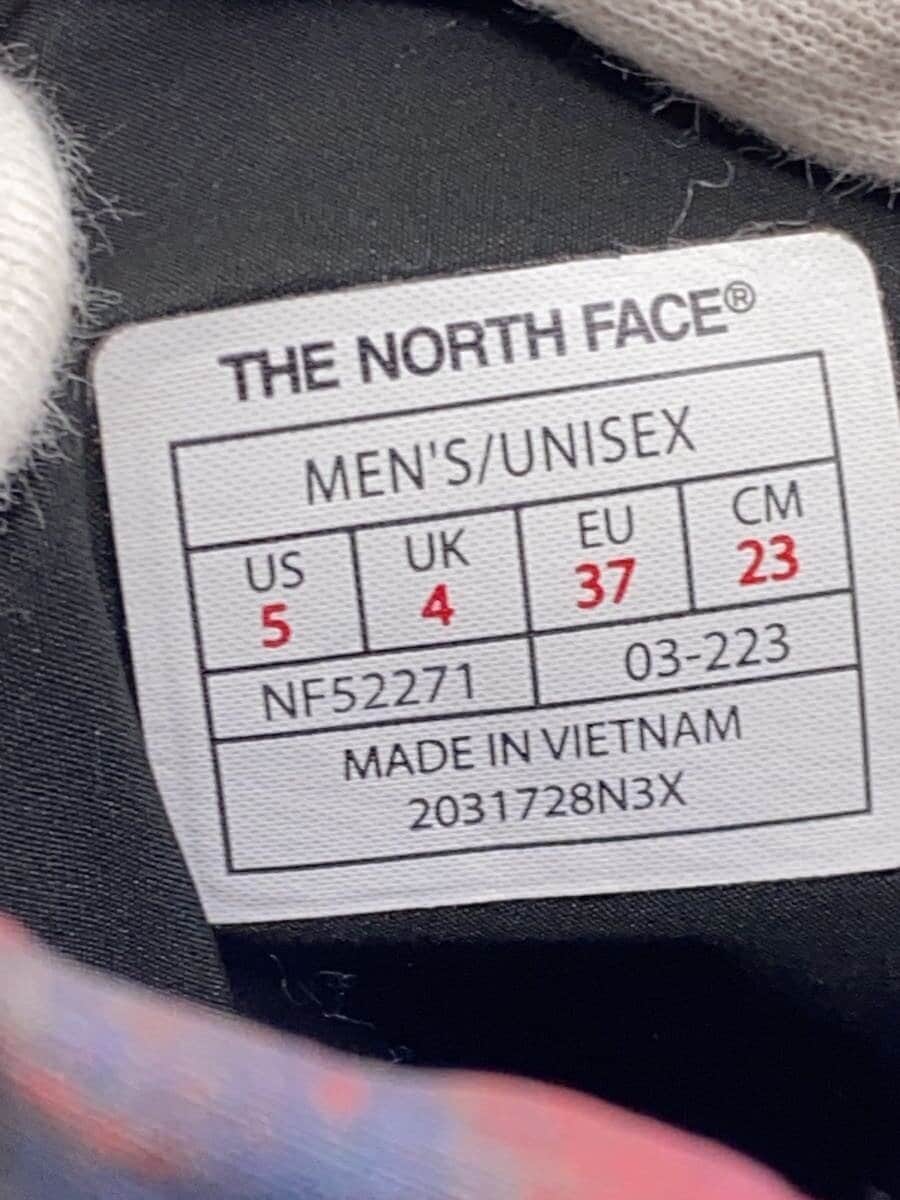 THE NORTH FACE®
MEN'S/UNISEX
US UK EU CM
5 4 37 23
NF52271 03-223
MADE IN VIETNAM
2031728N3X